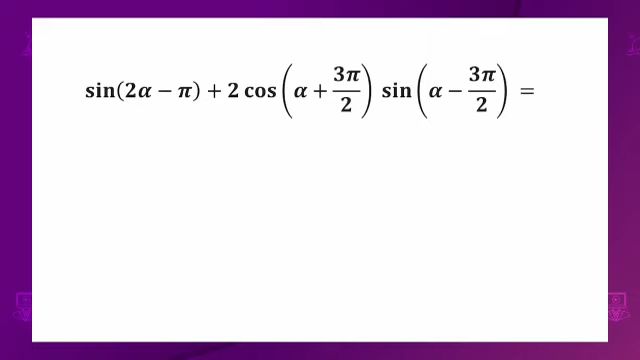 sin(2α − π) + 2 cos(α + 3π/2) sin(α − 3π/2) =